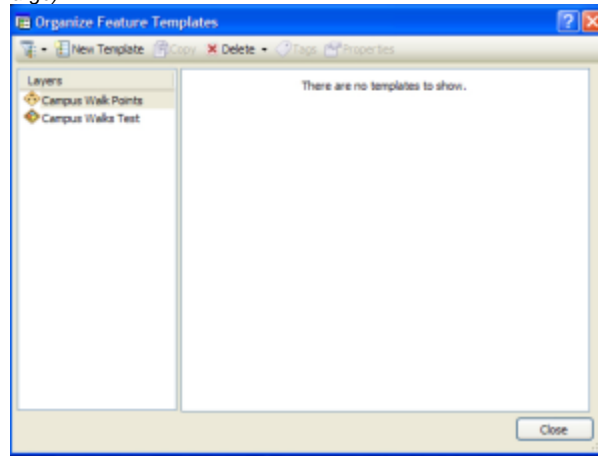 Organize Feature Templates
New Template Copy Delete Tags Properties
Layers
There are no templates to show.
Campus Walk Points
Campus Walks Test
Close